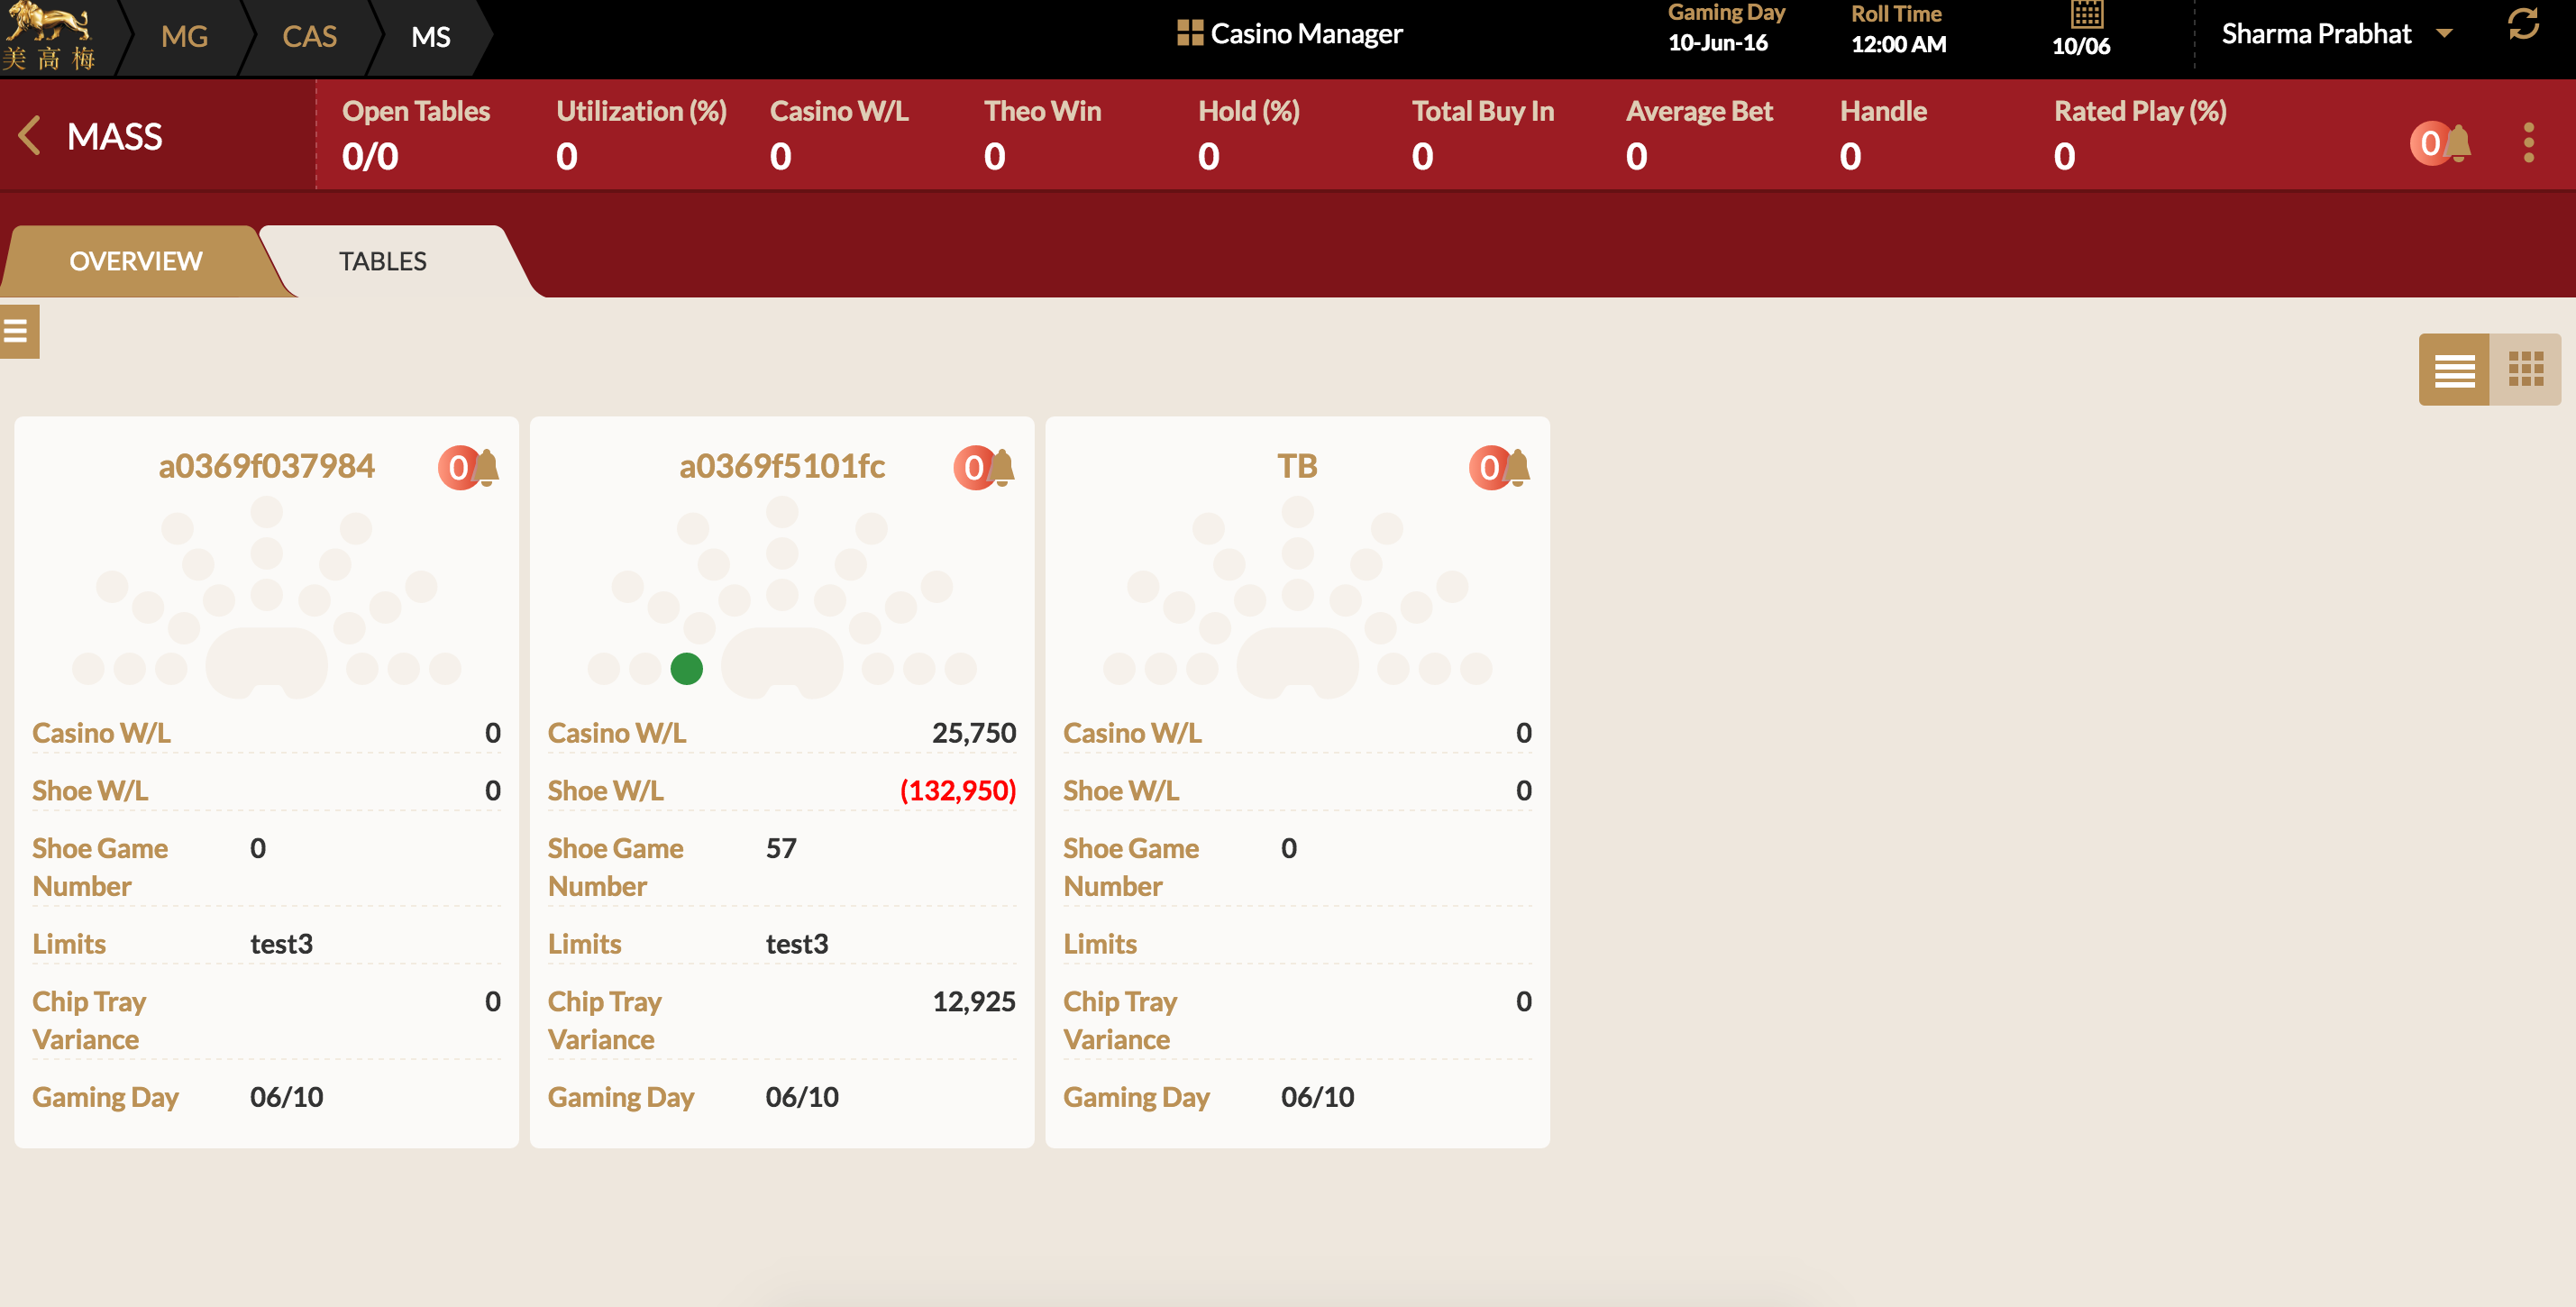 美高梅
MG
CAS
MS
Casino Manager
Gaming Day
10-Jun-16
Roll Time
12:00 AM
10/06
Sharma Prabhat
MASS
Open Tables
0/0
Utilization (%)
0
Casino W/L
0
Theo Win
0
Hold (%)
0
Total Buy In
0
Average Bet
0
Handle
0
Rated Play (%)
0
0
OVERVIEW
TABLES
a0369f037984
0
Casino W/L 0
Shoe W/L 0
Shoe Game 0
Number
Limits test3
Chip Tray 0
Variance
Gaming Day 06/10
a0369f5101fc
0
Casino W/L 25,750
Shoe W/L (132,950)
Shoe Game 57
Number
Limits test3
Chip Tray 12,925
Variance
Gaming Day 06/10
TB
0
Casino W/L 0
Shoe W/L 0
Shoe Game 0
Number
Limits
Chip Tray 0
Variance
Gaming Day 06/10